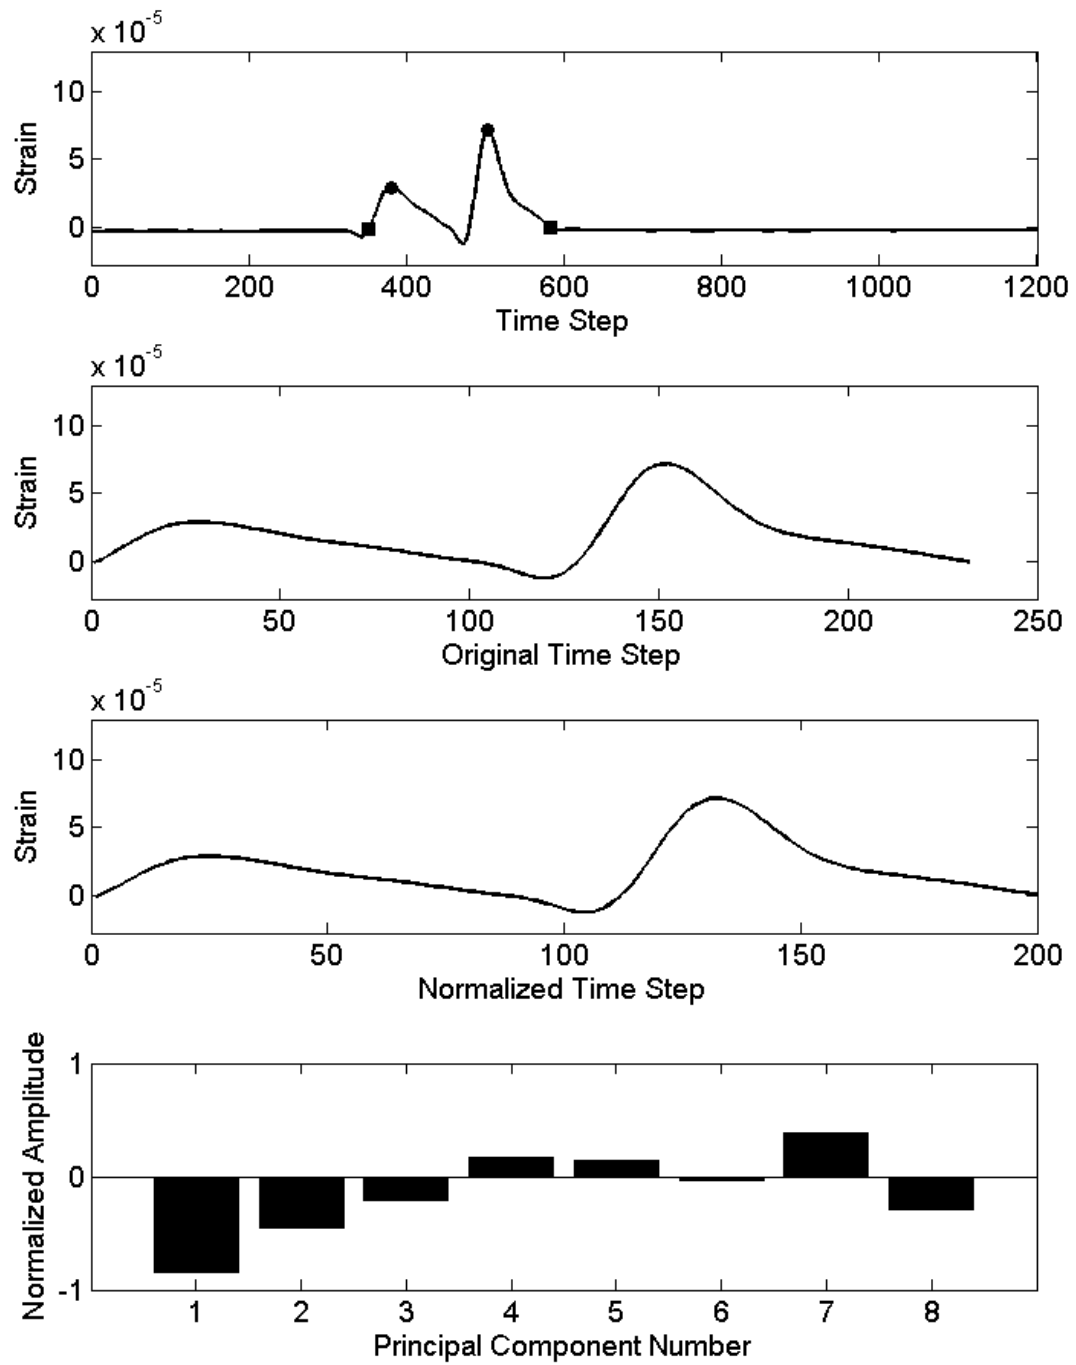 x 10-5
10
5
0
Strain
0 200 400 600 800 1000 1200
Time Step
x 10-5
10
5
0
Strain
0 50 100 150 200 250
Original Time Step
x 10-5
10
5
0
Strain
0 50 100 150 200
Normalized Time Step
1
0
-1
Normalized Amplitude
1 2 3 4 5 6 7 8
Principal Component Number